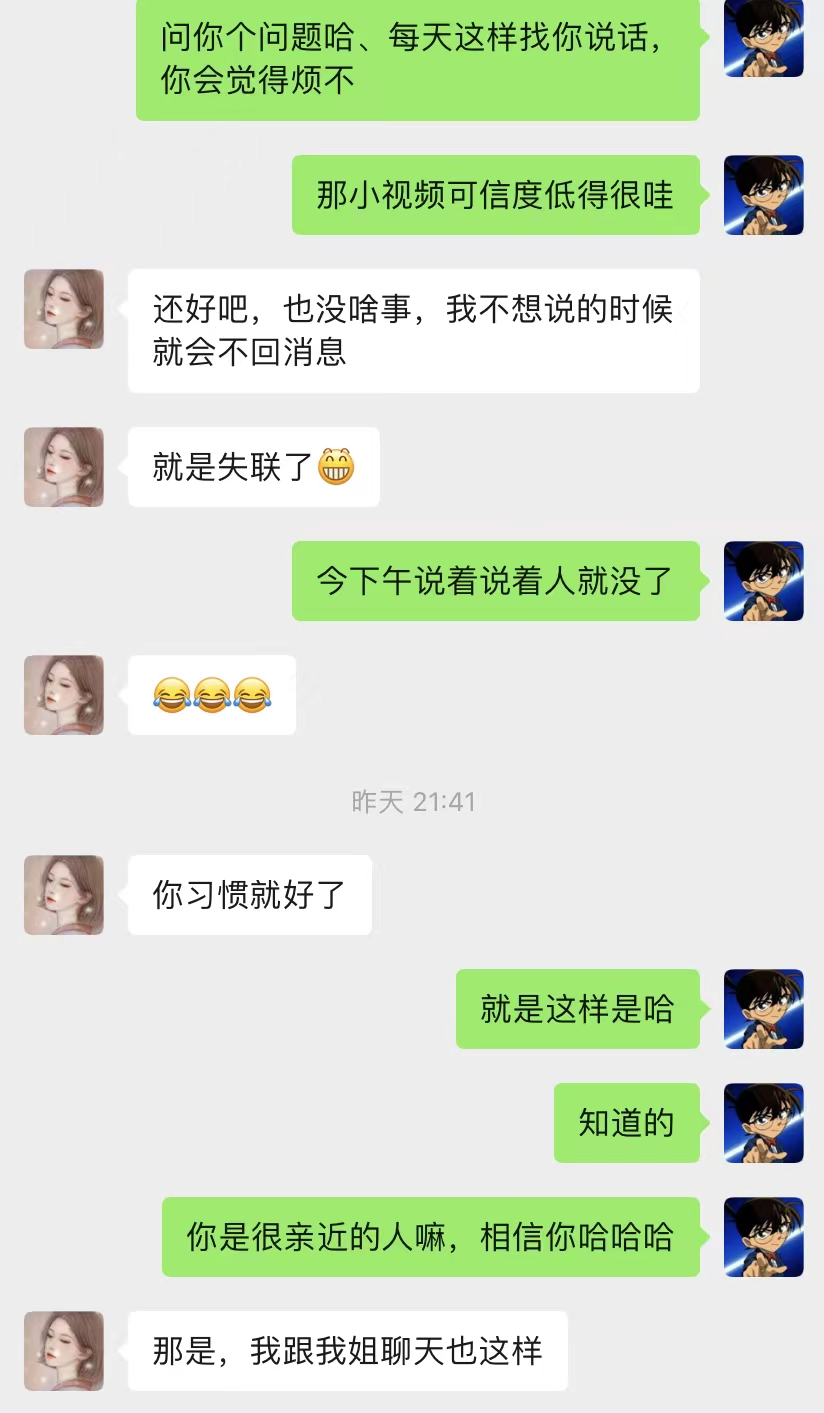 问你个问题哈、每天这样找你说话，
你会觉得烦不
那小视频可信度低得很哇
还好吧，也没啥事，我不想说的时候
就会不回消息
就是失联了😁
今下午说着说着人就没了
😂😂😂
昨天 21:41
你习惯就好了
就是这样是哈
知道的
你是很亲近的人嘛，相信你哈哈哈
那是，我跟我姐聊天也这样